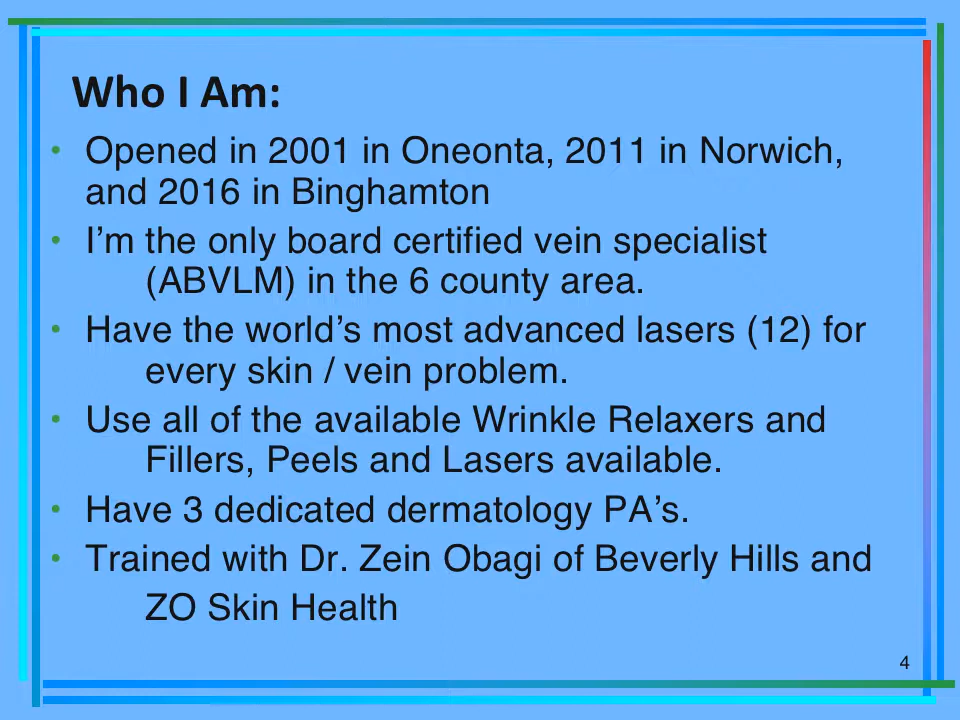 Who I Am:
• Opened in 2001 in Oneonta, 2011 in Norwich,
and 2016 in Binghamton
• I’m the only board certified vein specialist
(ABVLM) in the 6 county area.
• Have the world’s most advanced lasers (12) for
every skin / vein problem.
• Use all of the available Wrinkle Relaxers and
Fillers, Peels and Lasers available.
• Have 3 dedicated dermatology PA’s.
• Trained with Dr. Zein Obagi of Beverly Hills and
ZO Skin Health
4